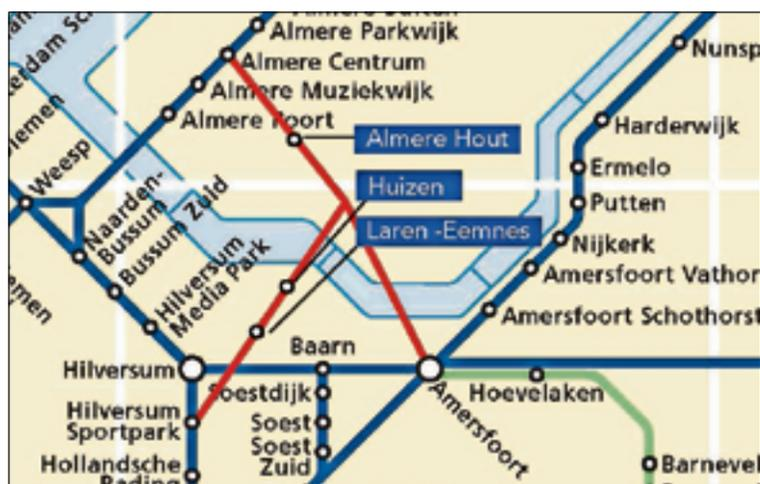 Almere Parkwijk
Almere Centrum
Almere Muziekwijk
Almere Poort
Almere Hout
Huizen
Laren -Eemnes
Nunsp
Harderwijk
Ermelo
Putten
Nijkerk
Amersfoort Vathor
Amersfoort Schothorst
Weesp
Naarden-
Bussum
Bussum Zuid
Hilversum
Media Park
Hilversum
Baarn
Soestdijk
Soest
Soest
Zuid
Hilversum
Sportpark
Hollandsche
Amersfoort
Hoevelaken
Barnevel